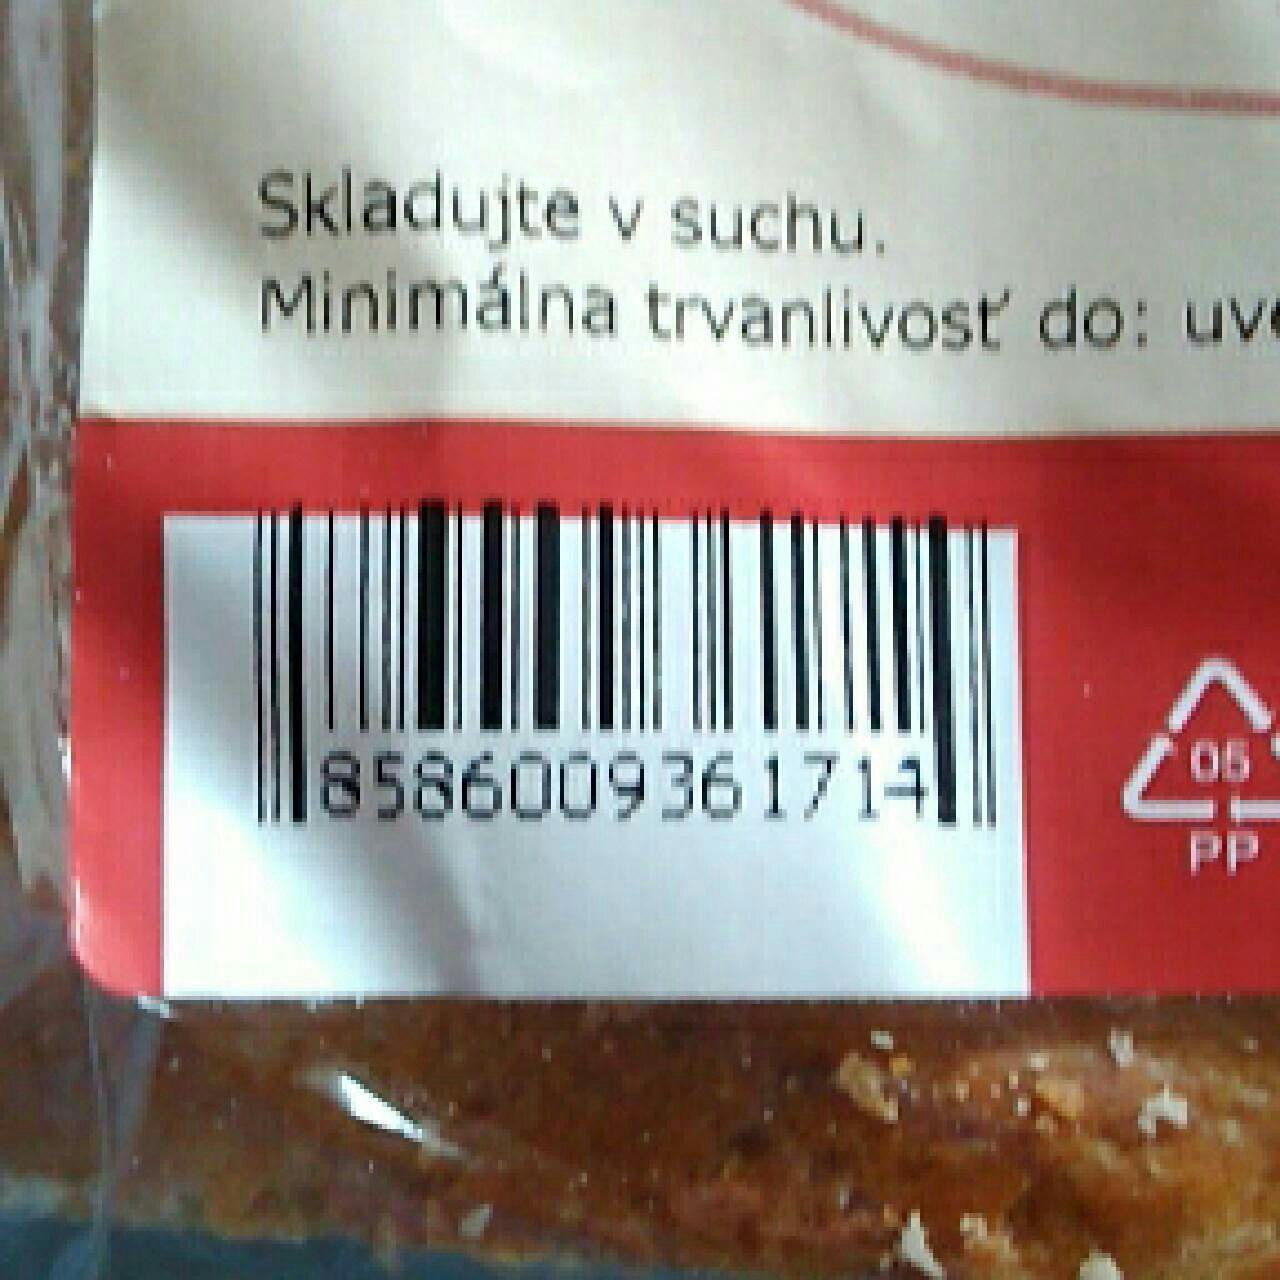 Skladujte v suchu.
Minimálna trvanlivosť do:
8586009361714
05
PP